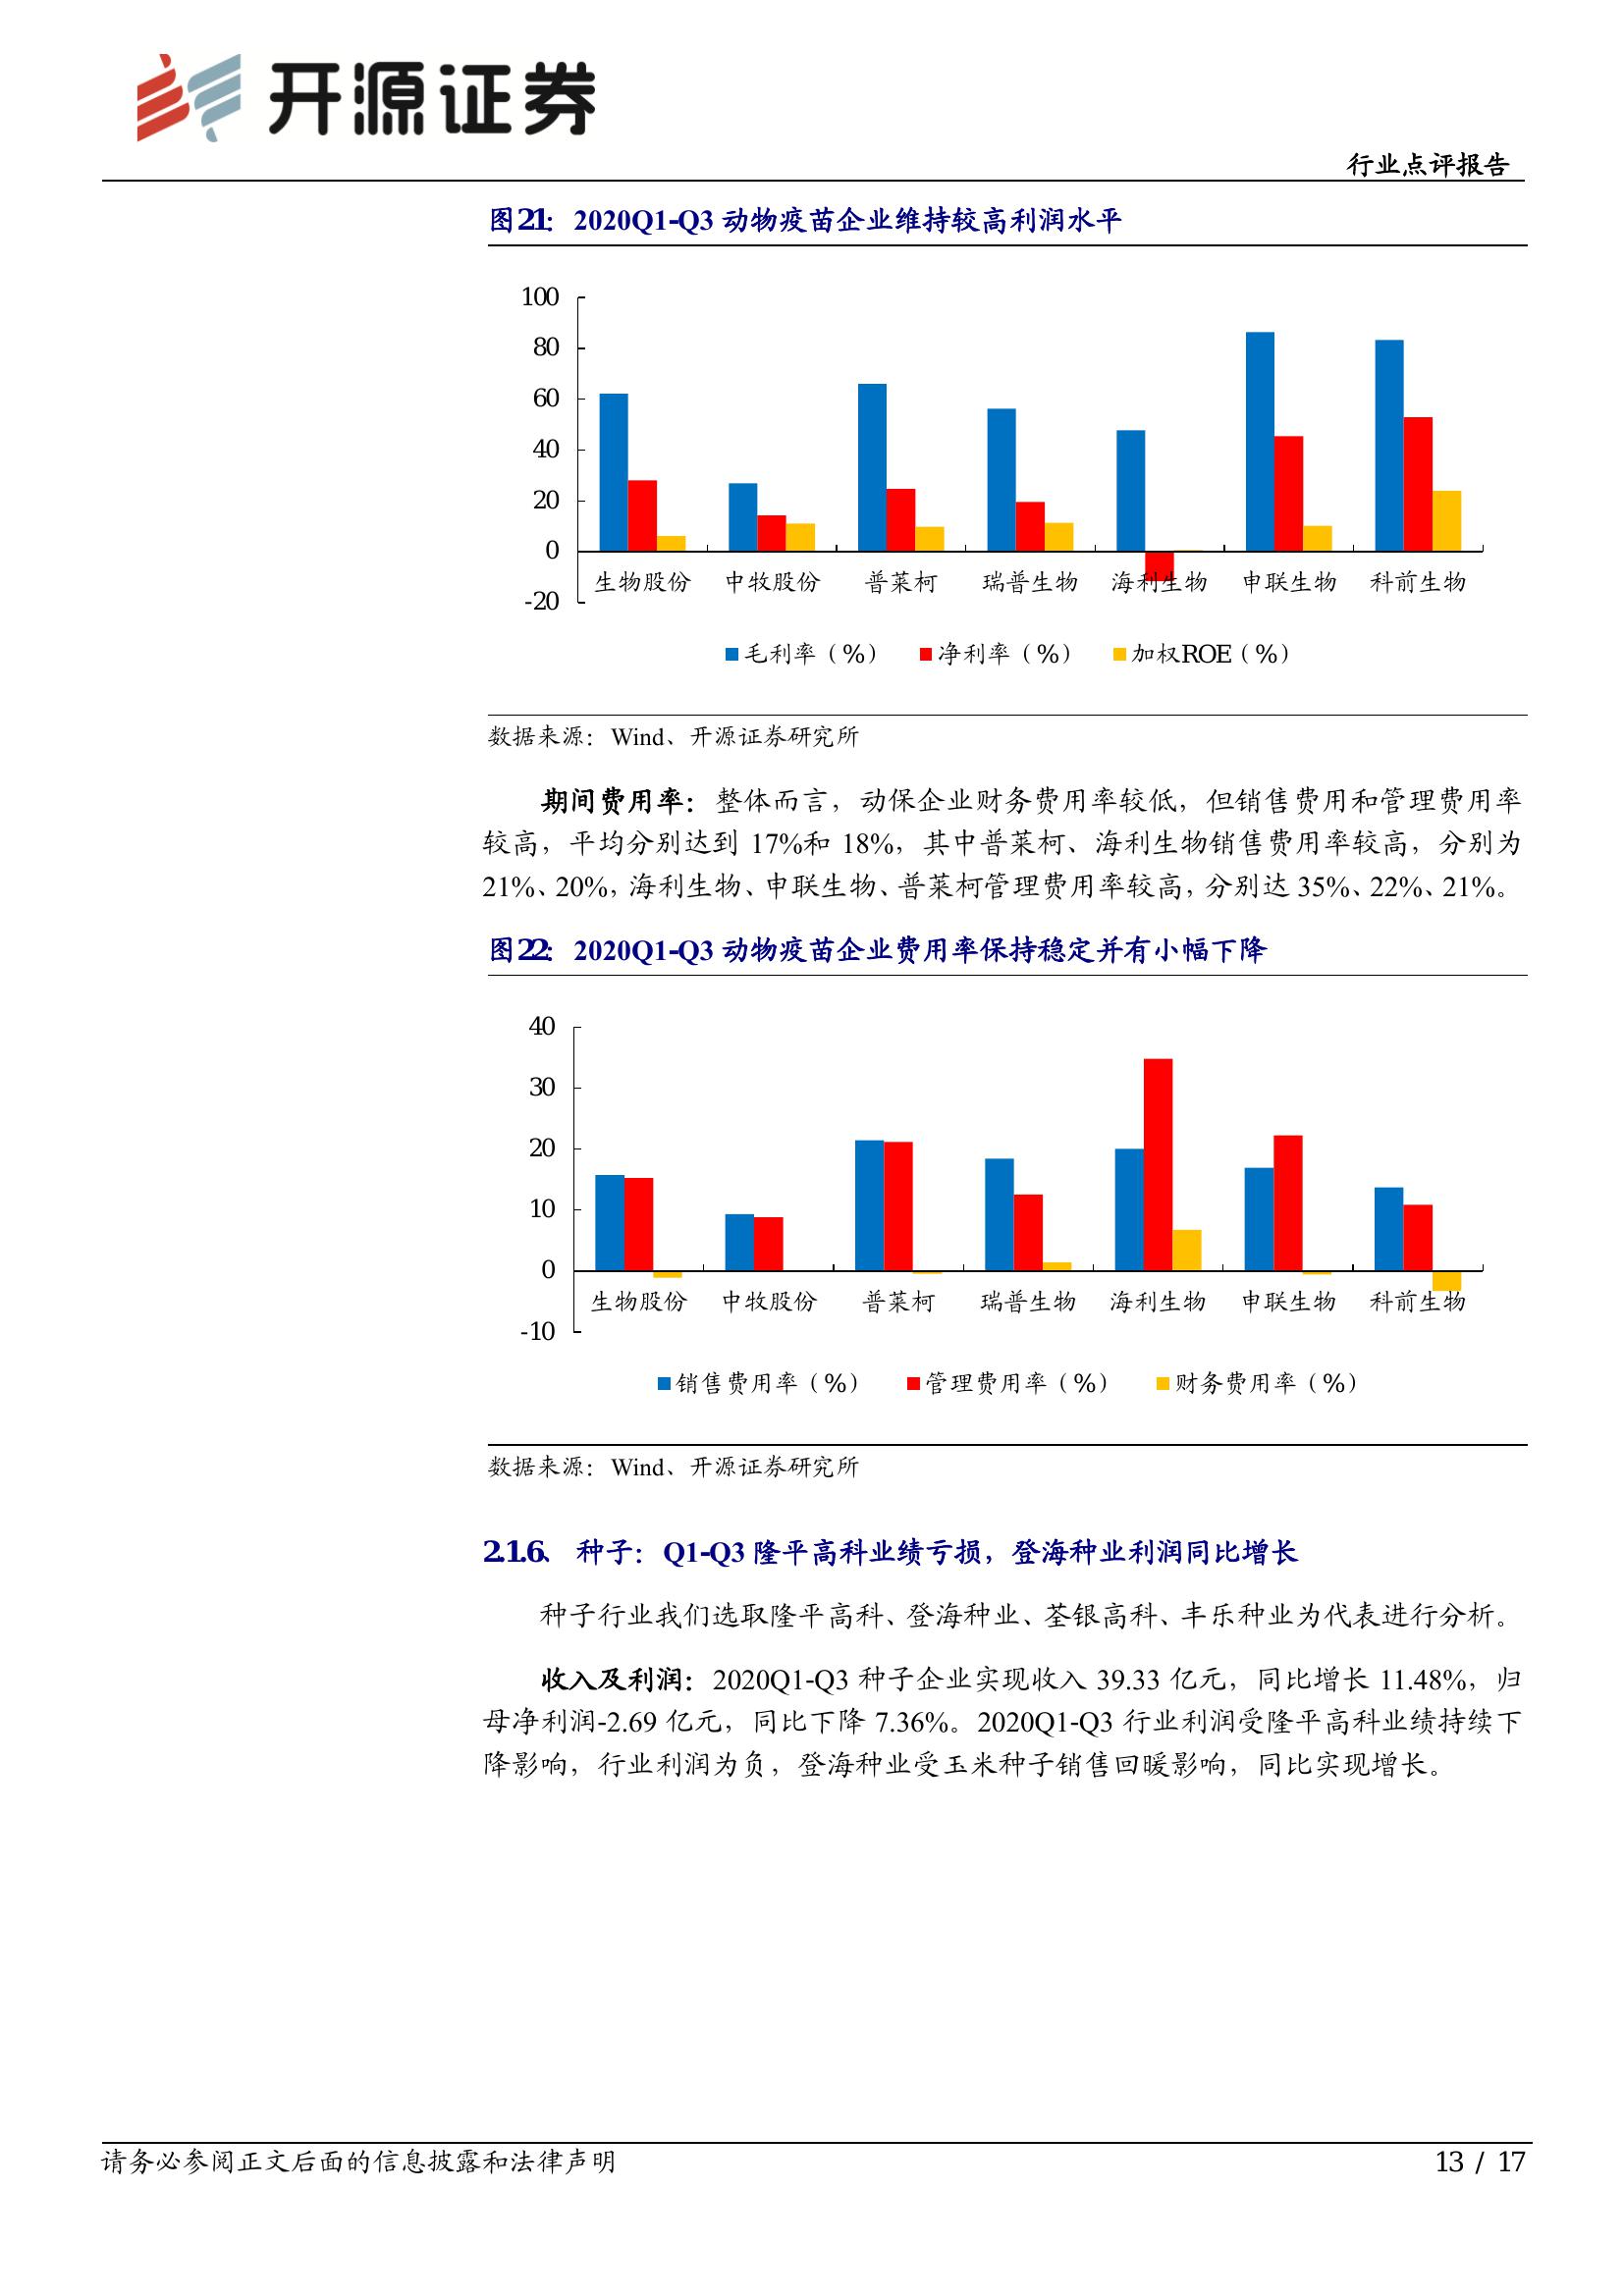 开源证券
行业点评报告
图21： 2020Q1-Q3 动物疫苗企业维持较高利润水平
100
80
60
40
20
0
-20
生物股份 中牧股份 普莱柯 瑞普生物 海利生物 申联生物 科前生物
毛利率（%） 净利率（%） 加权ROE（%）
数据来源：Wind、开源证券研究所
期间费用率：整体而言，动保企业财务费用率较低，但销售费用和管理费用率
较高，平均分别达到 17%和 18%，其中普莱柯、海利生物销售费用率较高，分别为
21%、20%，海利生物、申联生物、普莱柯管理费用率较高，分别达 35%、22%、21%。
图22： 2020Q1-Q3 动物疫苗企业费用率保持稳定并有小幅下降
40
30
20
10
0
-10
生物股份 中牧股份 普莱柯 瑞普生物 海利生物 申联生物 科前生物
销售费用率（%） 管理费用率（%） 财务费用率（%）
数据来源：Wind、开源证券研究所
2.1.6、 种子：Q1-Q3 隆平高科业绩亏损，登海种业利润同比增长
种子行业我们选取隆平高科、登海种业、荃银高科、丰乐种业为代表进行分析。
收入及利润：2020Q1-Q3 种子企业实现收入 39.33 亿元，同比增长 11.48%，归
母净利润-2.69 亿元，同比下降 7.36%。2020Q1-Q3 行业利润受隆平高科业绩持续下
降影响，行业利润为负，登海种业受玉米种子销售回暖影响，同比实现增长。
请务必参阅正文后面的信息披露和法律声明
13 / 17